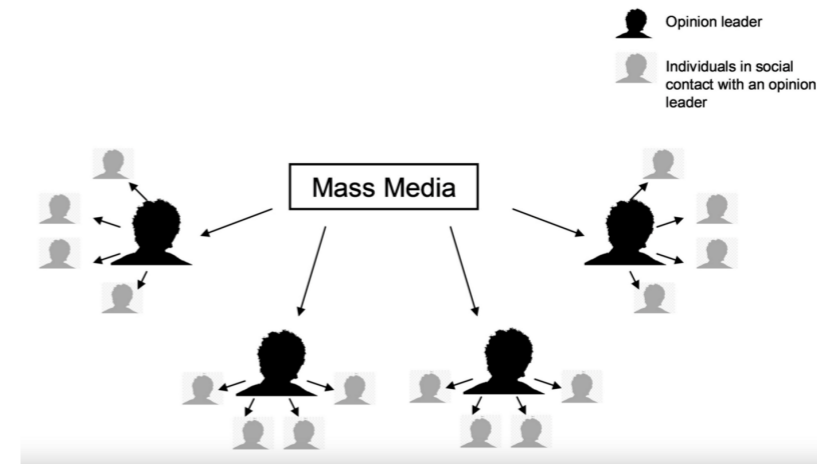 Opinion leader
Individuals in social
contact with an opinion
leader
Mass Media